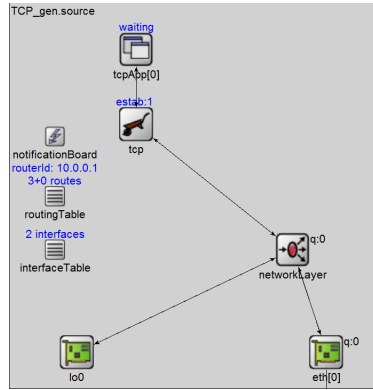 TCP_gen.source
waiting
tcpApp[0]
estab:1
tcp
notificationBoard
routerId: 10.0.0.1
3+0 routes
routingTable
2 interfaces
interfaceTable
q:0
networkLayer
lo0
q:0
eth[0]